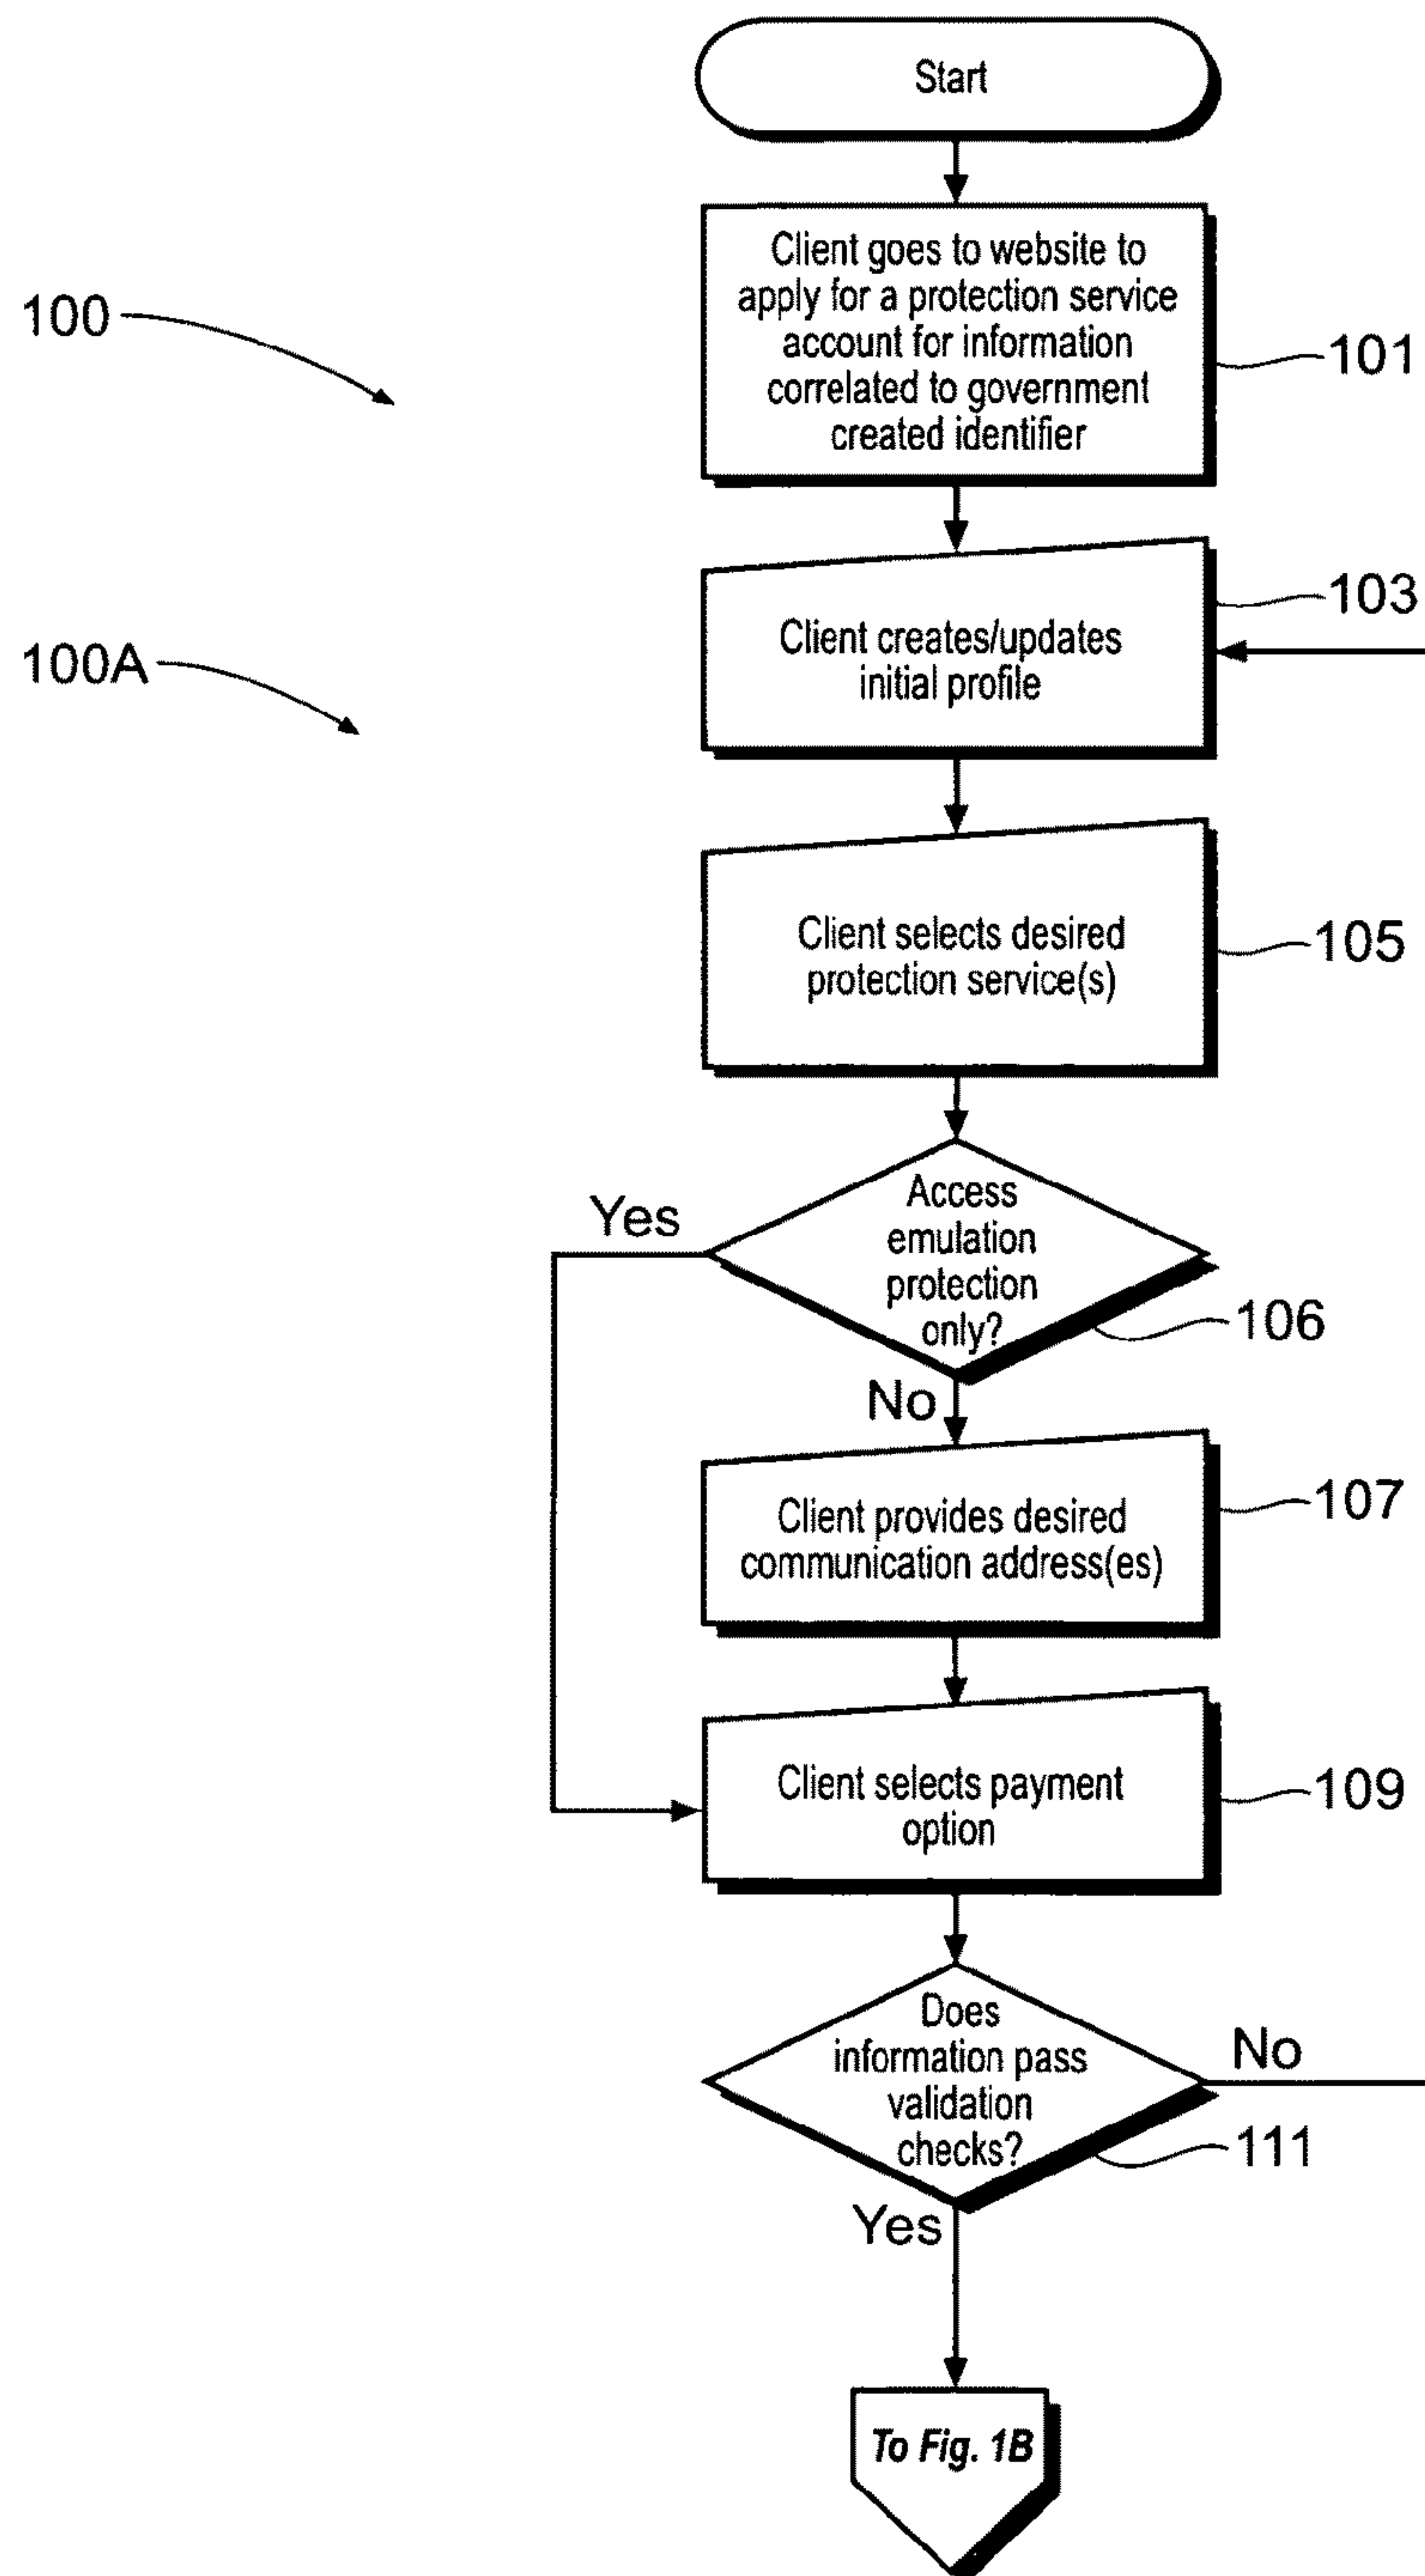 Start
Client goes to website to
apply for a protection service
account for information
correlated to government
created identifier
100
101
Client creates/updates
initial profile
103
100A
Client selects desired
protection service(s)
105
Access
emulation
protection
only?
Yes
106
No
Client provides desired
communication address(es)
107
Client selects payment
option
109
Does
information pass
validation
checks?
No
111
Yes
To Fig. 1B